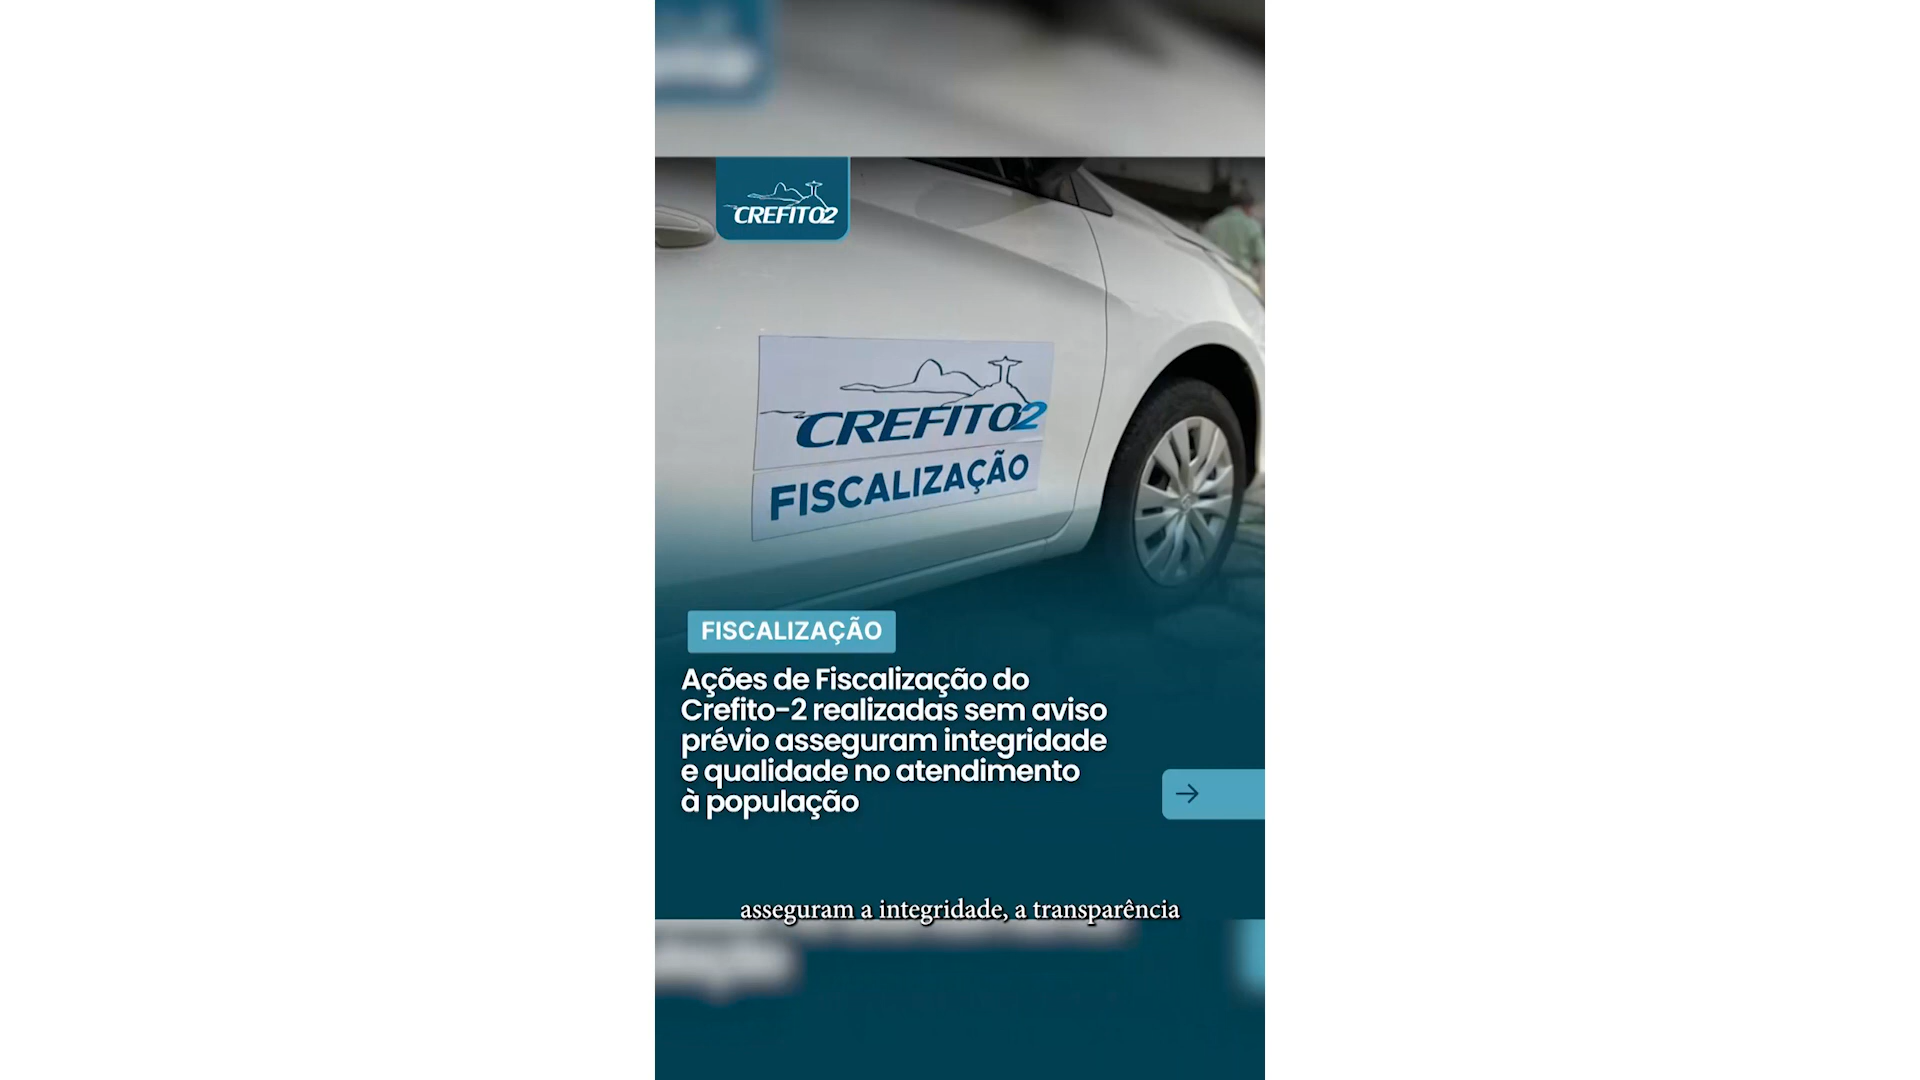 CREFITO2
CREFITO2
FISCALIZAÇÃO
FISCALIZAÇÃO
Ações de Fiscalização do
Crefito-2 realizadas sem aviso
prévio asseguram integridade
e qualidade no atendimento
à população
asseguram a integridade, a transparência